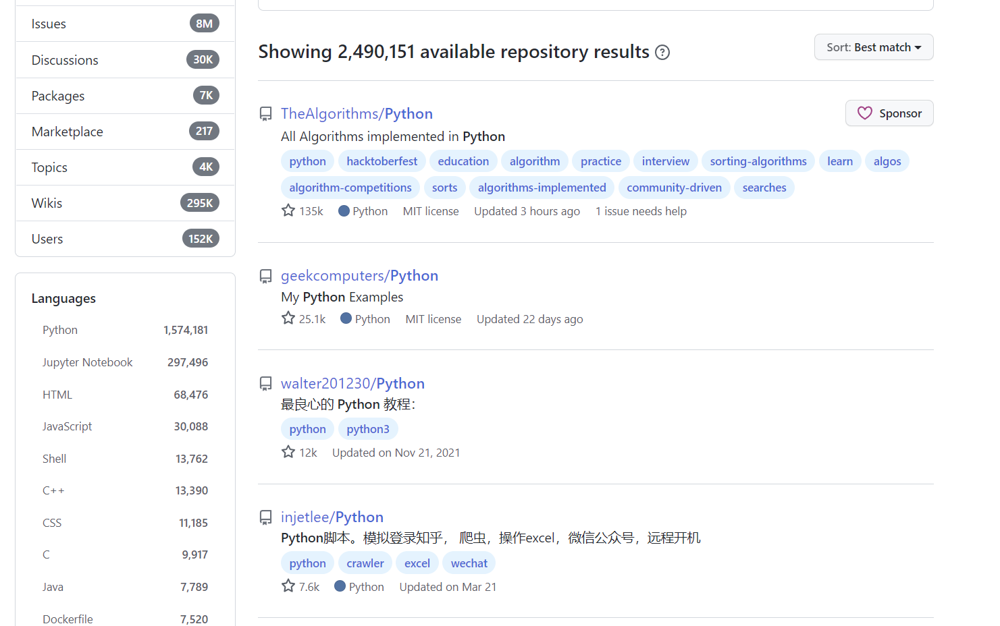 Issues 8M
Discussions 30K
Packages 7K
Marketplace 217
Topics 4K
Wikis 295K
Users 152K
Languages
Python 1,574,181
Jupyter Notebook 297,496
HTML 68,476
JavaScript 30,088
Shell 13,762
C++ 13,390
CSS 11,185
C 9,917
Java 7,789
Dockerfile 7,520
Showing 2,490,151 available repository results
Sort: Best match
TheAlgorithms/Python
Sponsor
All Algorithms implemented in Python
python hacktoberfest education algorithm practice interview sorting-algorithms learn algos
algorithm-competitions sorts algorithms-implemented community-driven searches
135k Python MIT license Updated 3 hours ago 1 issue needs help
geekcomputers/Python
My Python Examples
25.1k Python MIT license Updated 22 days ago
walter201230/Python
最良心的 Python 教程：
python python3
12k Updated on Nov 21, 2021
injetlee/Python
Python脚本。模拟登录知乎， 爬虫，操作excel，微信公众号，远程开机
python crawler excel wechat
7.6k Python Updated on Mar 21